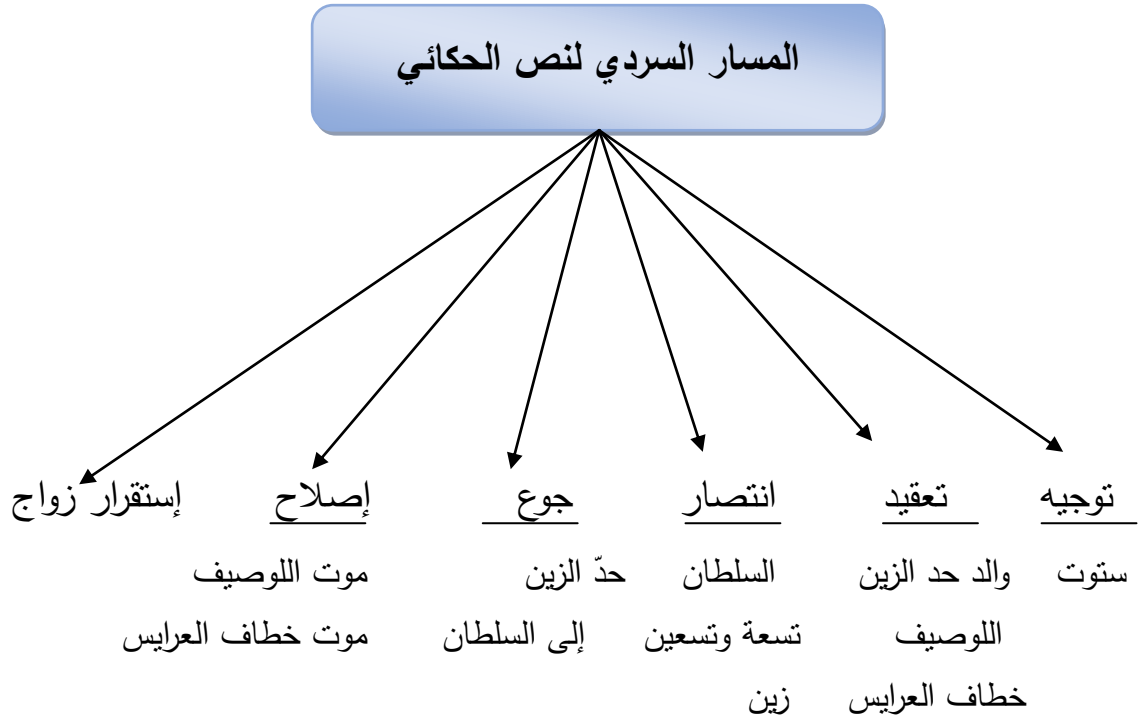 المسار السردي لنص الحكائي
توجيه تعقيد انتصار جوع إصلاح إستقرار زواج
ستوت والد حد الزين السلطان حدّ الزين موت اللوصيف
اللوصيف تسعة وتسعين إلى السلطان موت خطاف العرايس
خطاف العرايس زين